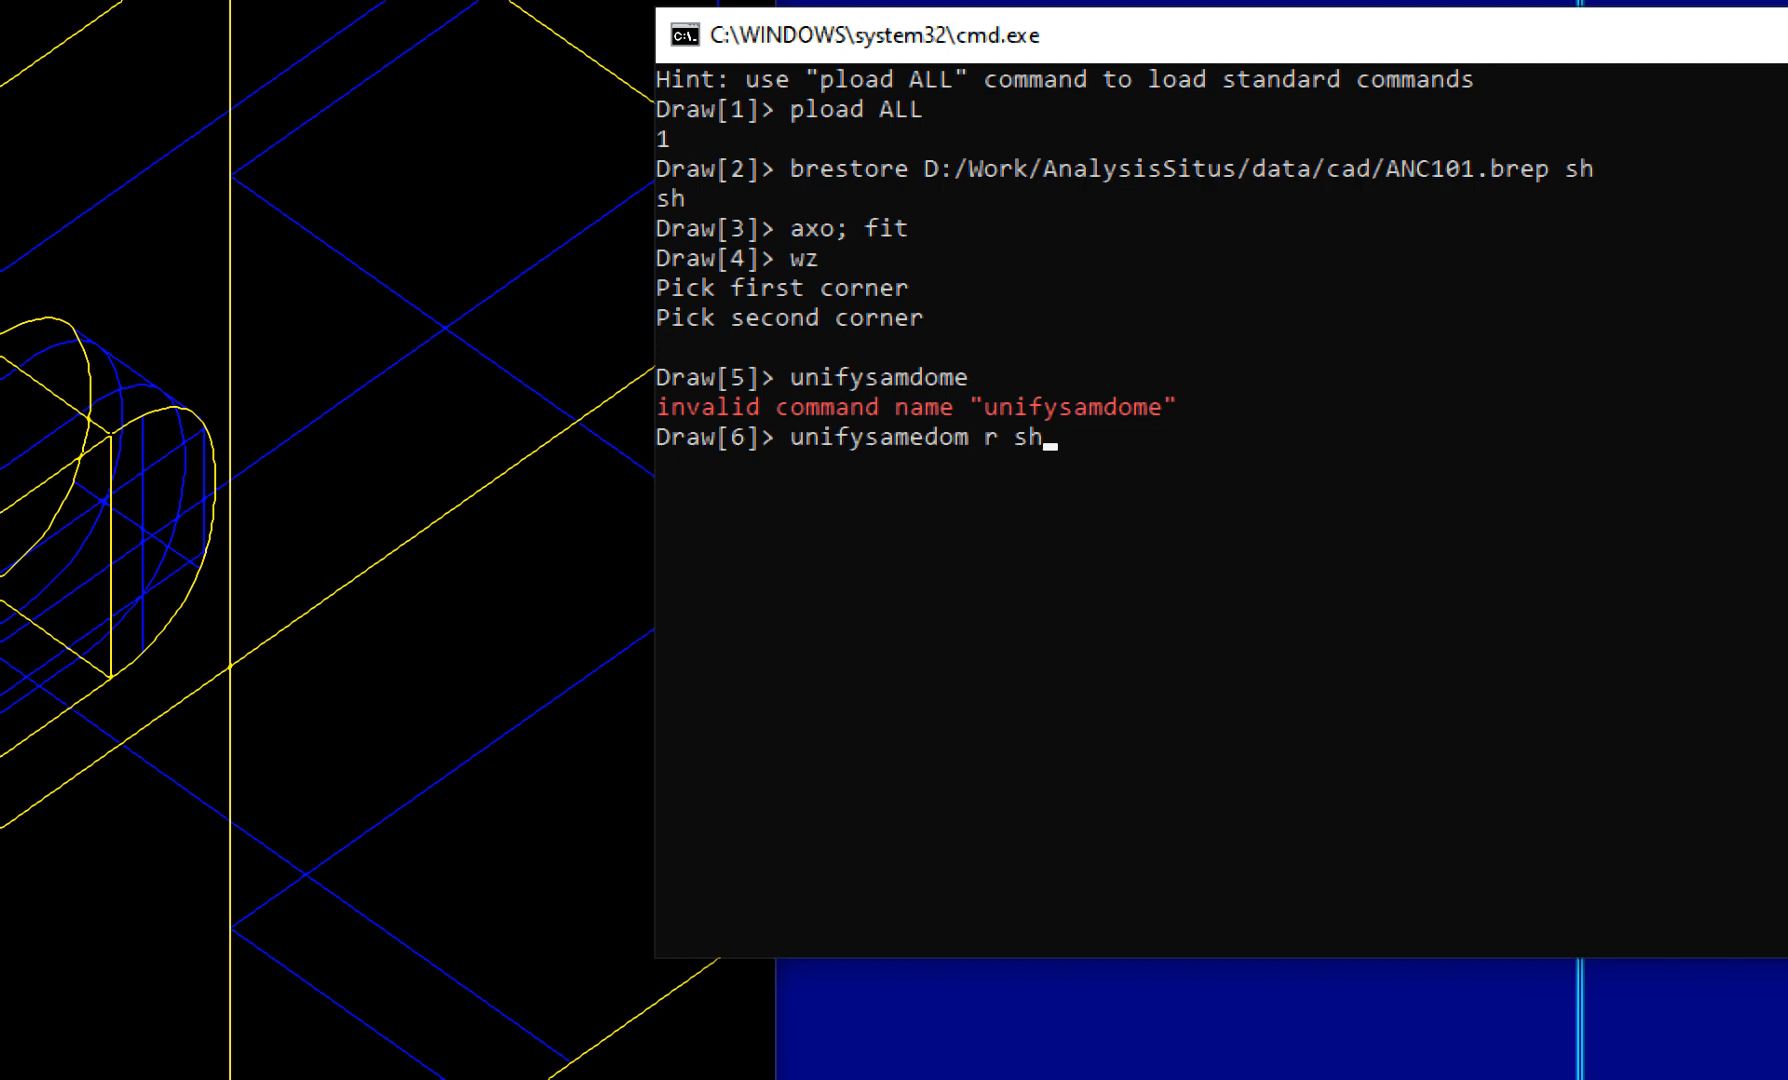 C:\WINDOWS\system32\cmd.exe
Hint: use "pload ALL" command to load standard commands
Draw[1]> pload ALL
1
Draw[2]> brestore D:/Work/AnalysisSitus/data/cad/ANC101.brep sh
sh
Draw[3]> axo; fit
Draw[4]> wz
Pick first corner
Pick second corner
Draw[5]> unifysamdome
invalid command name "unifysamdome"
Draw[6]> unifysamedom r sh